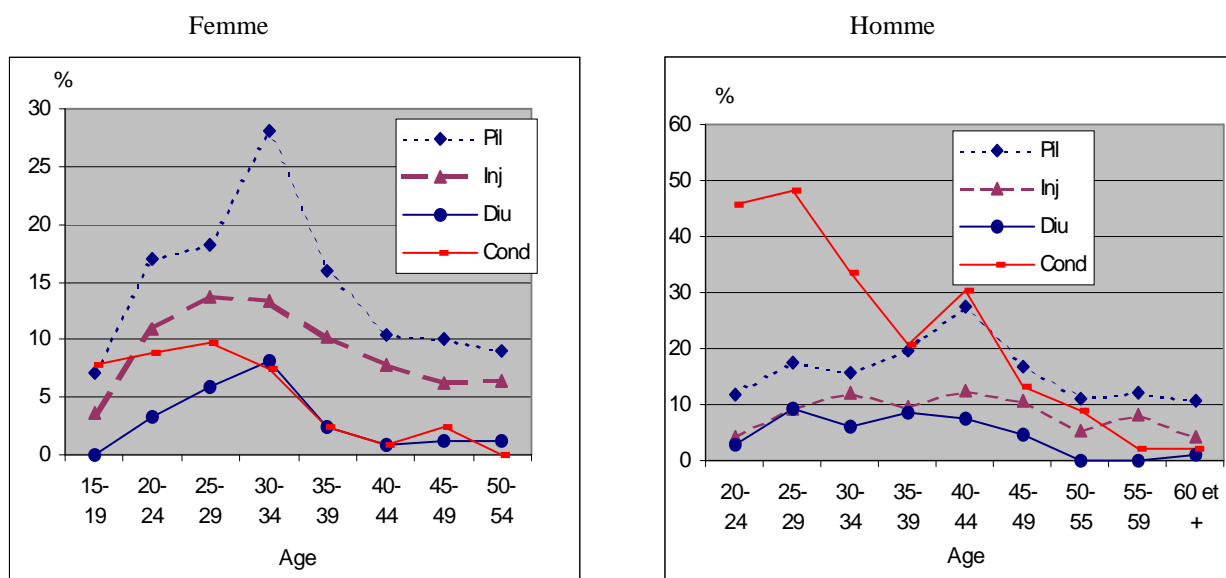 Femme
%
30
25
20
15
10
5
0
Pil
Inj
Diu
Cond
15-19
20-24
25-29
30-34
35-39
40-44
45-49
50-54
Age
Homme
%
60
50
40
30
20
10
0
Pil
Inj
Diu
Cond
20-24
25-29
30-34
35-39
40-44
45-49
50-55
55-59
60 et +
Age